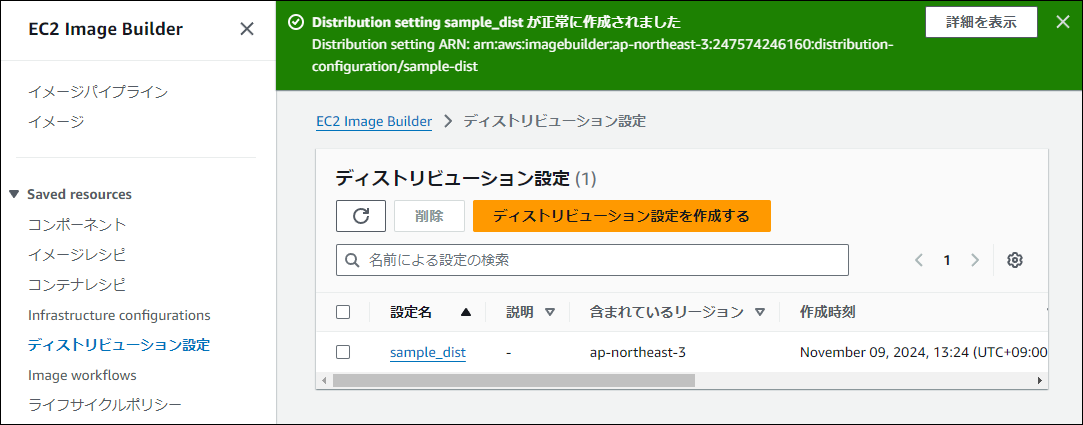 EC2 Image Builder
イメージパイプライン
イメージ
Saved resources
コンポーネント
イメージレシピ
コンテナレシピ
Infrastructure configurations
ディストリビューション設定
Image workflows
ライフサイクルポリシー
Distribution setting sample_dist が正常に作成されました
Distribution setting ARN: arn:aws:imagebuilder:ap-northeast-3:247574246160:distribution-
configuration/sample-dist
詳細を表示
EC2 Image Builder > ディストリビューション設定
ディストリビューション設定 (1)
削除
ディストリビューション設定を作成する
名前による設定の検索
1
設定名 説明 含まれているリージョン 作成時刻
sample_dist - ap-northeast-3 November 09, 2024, 13:24 (UTC+09:00